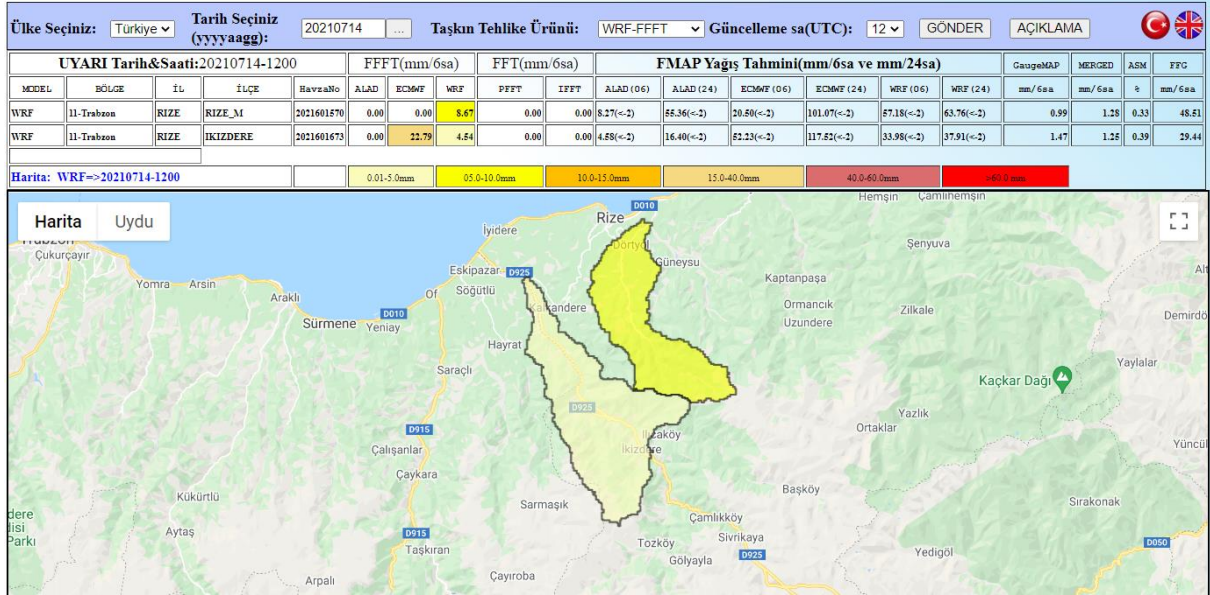 Ülke Seçiniz: Türkiye Tarih Seçiniz (yyyyaagg): 20210714 ... Taşkın Tehlike Ürünü: WRF-FFFT Güncelleme sa(UTC): 12 GÖNDER AÇIKLAMA
UYARI Tarih&Saati:20210714-1200 FFFT(mm/6sa) FFT(mm/6sa) FMAP Yağış Tahmini(mm/6sa ve mm/24sa) GaugeMAP MERGED ASM FFG
MODEL BÖLGE İL İLÇE HavzaNo ALAD ECMWF WRF PFFT IFFT ALAD(06) ALAD(24) ECMWF(06) ECMWF(24) WRF(06) WRF(24) mm/6sa mm/6sa % mm/6sa
WRF 11-Trabzon RIZE RIZE_M 2021601570 0.00 0.00 8.67 0.00 0.00 8.27(<-2) 55.36(<-2) 20.50(<-2) 101.07(<-2) 57.18(<-2) 63.76(<-2) 0.99 1.28 0.33 48.51
WRF 11-Trabzon RIZE IKIZDERE 2021601673 0.00 22.79 4.54 0.00 0.00 4.58(<-2) 16.40(<-2) 52.23(<-2) 117.52(<-2) 33.98(<-2) 37.91(<-2) 1.47 1.25 0.39 29.44
Harita: WRF=>20210714-1200 0.01-5.0mm 05.0-10.0mm 10.0-15.0mm 15.0-40.0mm 40.0-60.0mm >60.0 mm
Hemşin Çamlıhemşin
D010
Harita Uydu
Rize
İyidere
Trabzon
Dörtyol
Şenyuva
Çukurçayır
Güneysu
Eskipazar D925
Kaptanpaşa
Yomra Arsin
Söğütlü
Araklı
Of
Kalkandere
Ormancık
Zilkale
D010
Uzundere
Sürmene Yeniay
Hayrat
Yaylalar
Saraçlı
Kaçkar Dağı
D925
Yazlık
D915
Ilıcaköy
Ortaklar
Çalışanlar
İkizdere
Çaykara
Başköy
Kükürtlü
Sarmaşık
Sırakonak
Çamlıkköy
Aytaş
D915
Sivrikaya
D050
Taşkıran
Tozköy
D925
Yedigöl
Gölyayla
Arpalı
Çayıroba